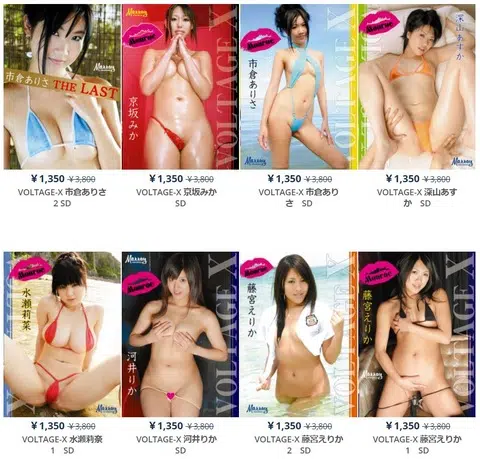 市倉ありさ
THE LAST
Marray
京坂みか
VOLTAGE X
市倉ありさ
VOLTAGE X
深山あすか
¥1,350 ¥3,800
VOLTAGE-X 市倉ありさ
2 SD
¥1,350 ¥3,800
VOLTAGE-X 京坂みか
SD
¥1,350 ¥3,800
VOLTAGE-X 市倉あり
さ SD
¥1,350 ¥3,800
VOLTAGE-X 深山あす
か SD
水瀬莉菜
河井りか
VOLTAGE X
藤宮えりか
VOLTAGE X
藤宮えりか
VOLTAGE X
¥1,350 ¥3,800
VOLTAGE-X 水瀬莉奈
1 SD
¥1,350 ¥3,800
VOLTAGE-X 河井りか
SD
¥1,350 ¥3,800
VOLTAGE-X 藤宮えりか
2 SD
¥1,350 ¥3,800
VOLTAGE-X 藤宮えりか
1 SD